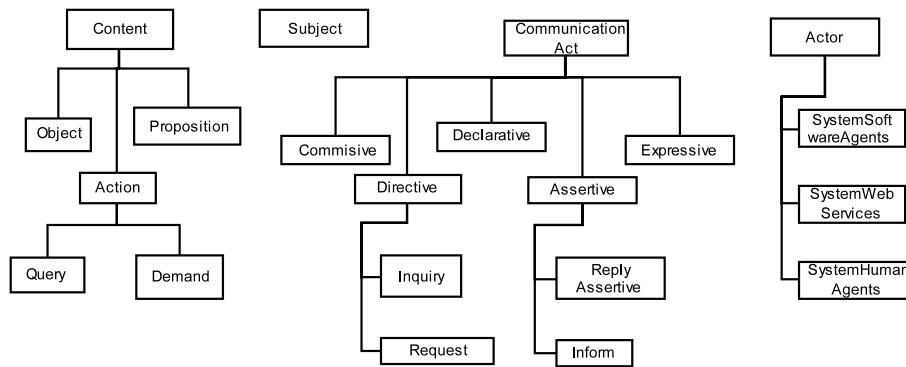 Content
Subject
Communication
Act
Actor
Object
Proposition
Commisive
Declarative
Expressive
SystemSoft
wareAgents
Action
Directive
Assertive
SystemWeb
Services
Query
Demand
Inquiry
Reply
Assertive
SystemHuman
Agents
Request
Inform